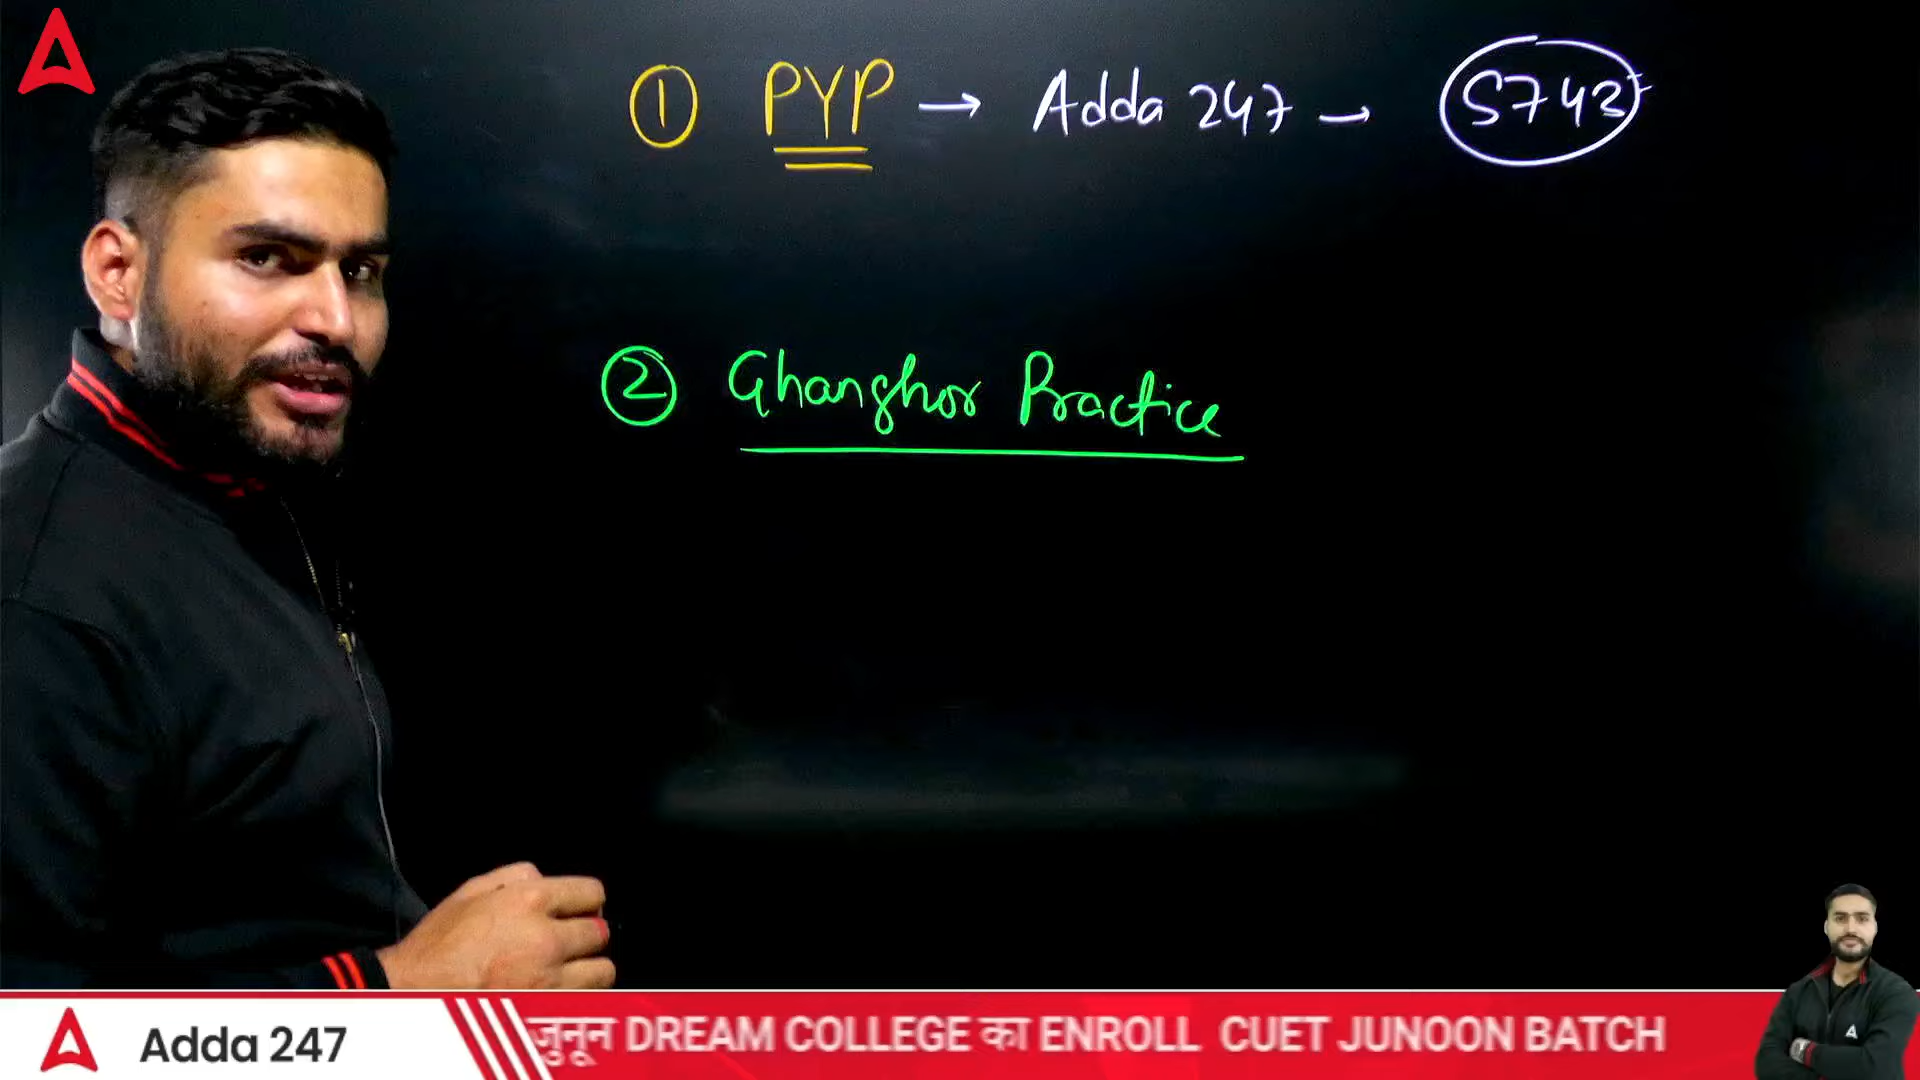 ① PYP → Adda 247 → S743
② Ghanghor Practice
Adda 247
जुनून DREAM COLLEGE का ENROLL CUET JUNOON BATCH